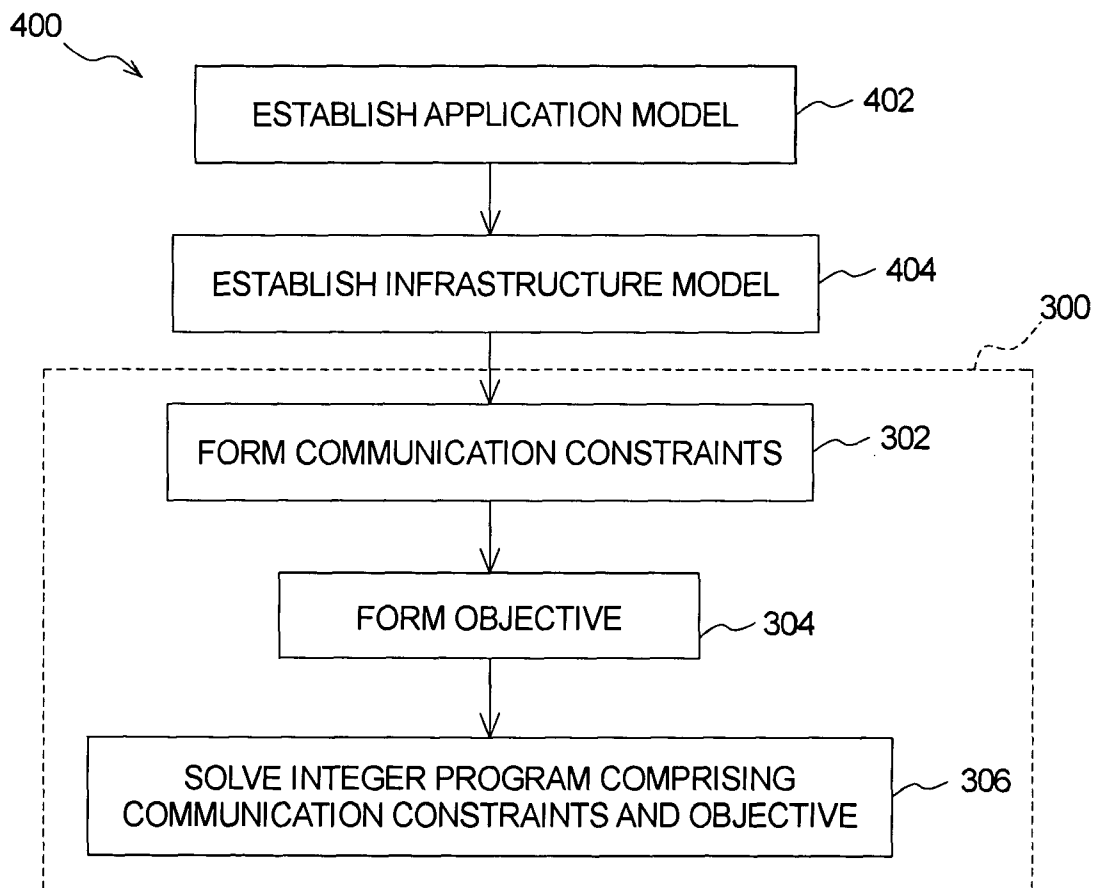 400
ESTABLISH APPLICATION MODEL
402
ESTABLISH INFRASTRUCTURE MODEL
404
300
FORM COMMUNICATION CONSTRAINTS
302
FORM OBJECTIVE
304
SOLVE INTEGER PROGRAM COMPRISING
COMMUNICATION CONSTRAINTS AND OBJECTIVE
306